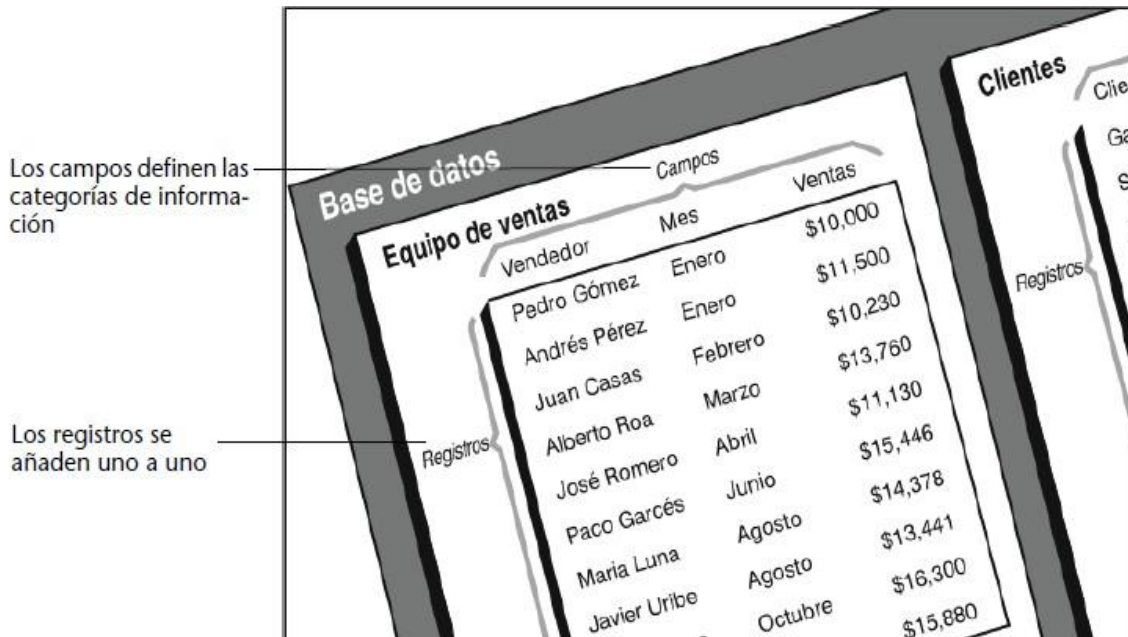 Los campos definen las
categorías de informa-
ción
Los registros se
añaden uno a uno
Base de datos
Equipo de ventas
Campos
Vendedor Mes Ventas
Registros
Pedro Gómez Enero $10,000
Andrés Pérez Enero $11,500
Juan Casas Febrero $10,230
Alberto Roa Marzo $13,760
José Romero Abril $11,130
Paco Garcés Junio $15,446
Maria Luna Agosto $14,378
Javier Uribe Agosto $13,441
Octubre $16,300
$15,880
Clientes
Clie
Ga
Registros